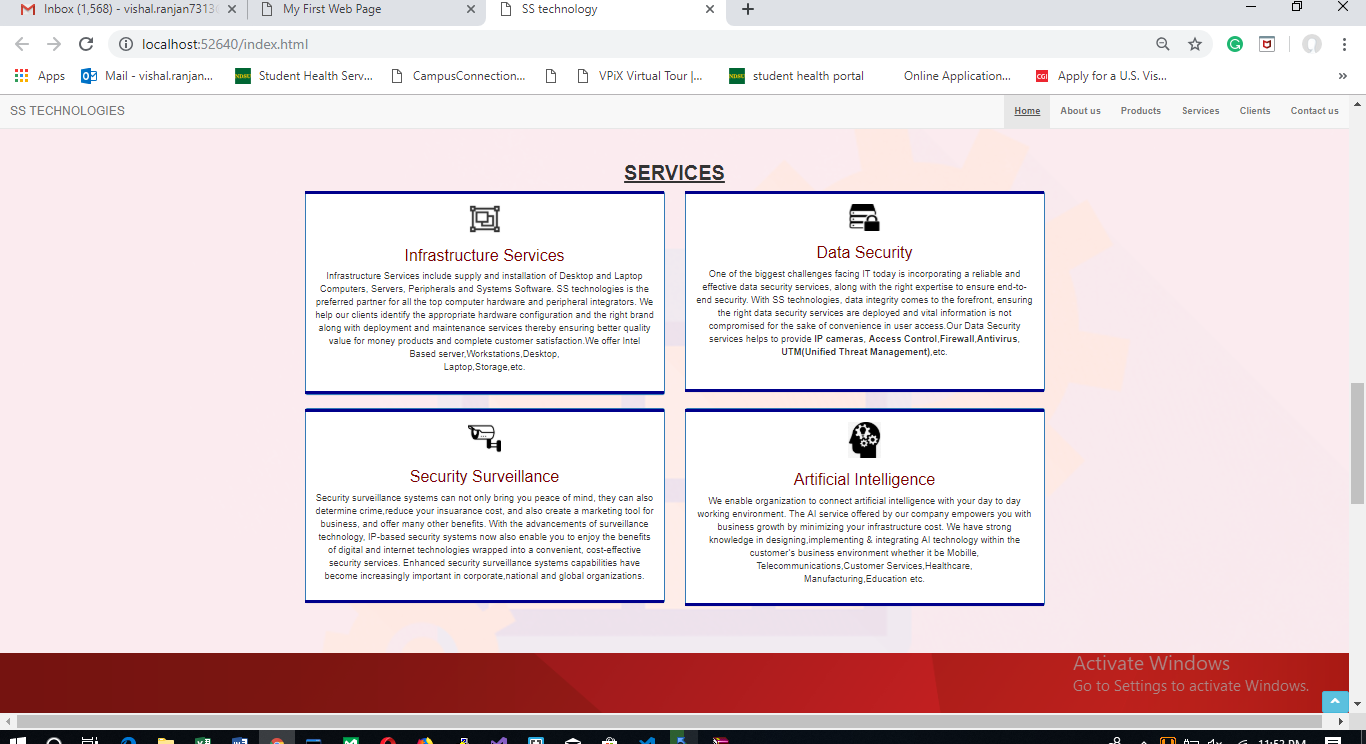 Inbox (1,568) - vishal.ranjan7313
My First Web Page
SS technology
localhost:52640/index.html
Apps
Mail - vishal.ranjan...
NDSU
Student Health Serv...
CampusConnection...
VPiX Virtual Tour |...
NDSU
student health portal
Online Application...
CGI
Apply for a U.S. Vis...
SS TECHNOLOGIES
Home
About us
Products
Services
Clients
Contact us
SERVICES
Infrastructure Services
Infrastructure Services include supply and installation of Desktop and Laptop
Computers, Servers, Peripherals and Systems Software. SS technologies is the
preferred partner for all the top computer hardware and peripheral integrators. We
help our clients identify the appropriate hardware configuration and the right brand
along with deployment and maintenance services thereby ensuring better quality
value for money products and complete customer satisfaction.We offer Intel
Based server,Workstations,Desktop,
Laptop,Storage,etc.
Data Security
One of the biggest challenges facing IT today is incorporating a reliable and
effective data security services, along with the right expertise to ensure end-to-
end security. With SS technologies, data integrity comes to the forefront, ensuring
the right data security services are deployed and vital information is not
compromised for the sake of convenience in user access.Our Data Security
services helps to provide IP cameras, Access Control,Firewall,Antivirus,
UTM(Unified Threat Management),etc.
Security Surveillance
Security surveillance systems can not only bring you peace of mind, they can also
determine crime,reduce your insuarance cost, and also create a marketing tool for
business, and offer many other benefits. With the advancements of surveillance
technology, IP-based security systems now also enable you to enjoy the benefits
of digital and internet technologies wrapped into a convenient, cost-effective
security services. Enhanced security surveillance systems capabilities have
become increasingly important in corporate,national and global organizations.
Artificial Intelligence
We enable organization to connect artificial intelligence with your day to day
working environment. The AI service offered by our company empowers you with
business growth by minimizing your infrastructure cost. We have strong
knowledge in designing,implementing & integrating AI technology within the
customer's business environment whether it be Mobille,
Telecommunications,Customer Services,Healthcare,
Manufacturing,Education etc.
Activate Windows
Go to Settings to activate Windows.
11:52 PM